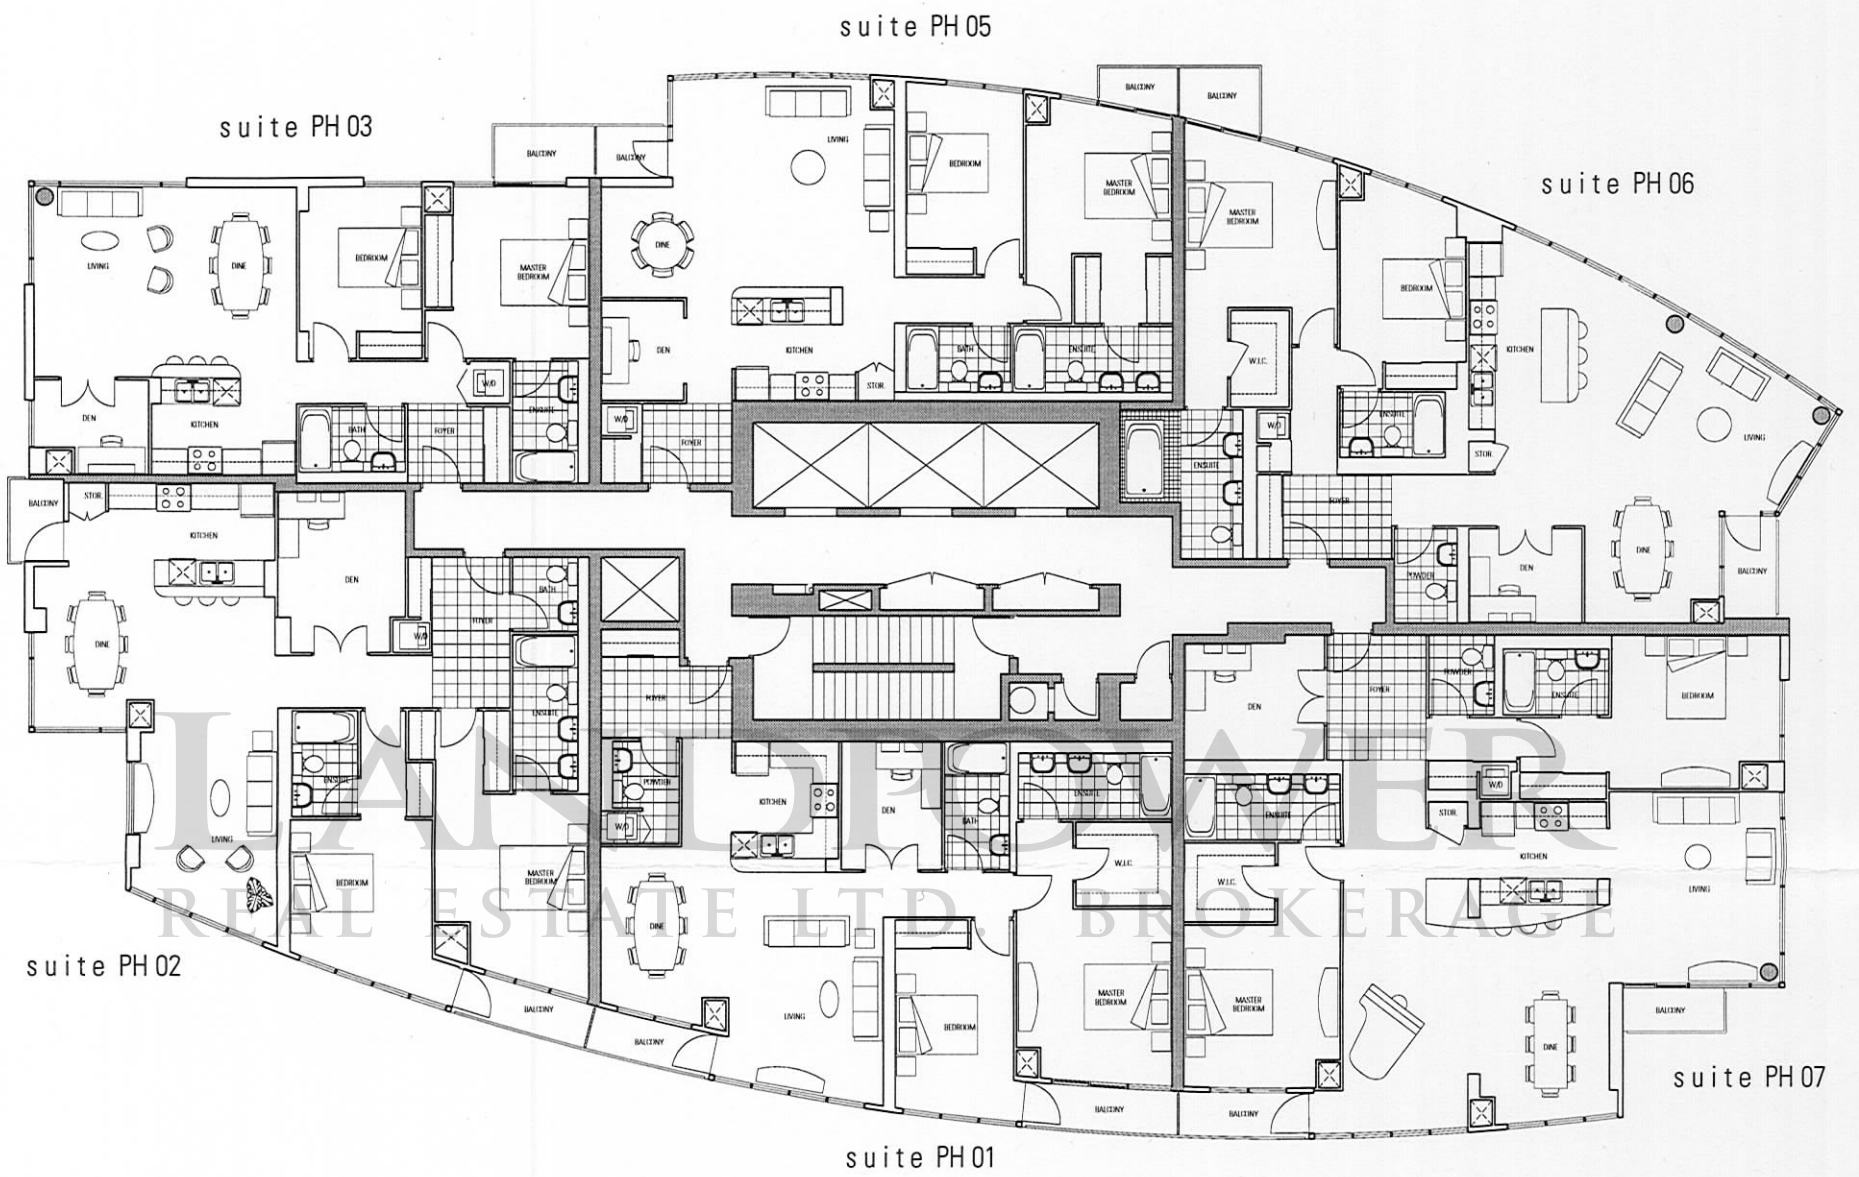 suite PH 05
BALCONY
BALCONY
suite PH 03
LIVING
BALCONY
BALCONY
BEDROOM
MASTER
BEDROOM
suite PH 06
MASTER
BEDROOM
DINE
LIVING
DINE
BEDROOM
MASTER
BEDROOM
BEDROOM
DEN
KITCHEN
BATH
ENSUITE
W.I.C.
KITCHEN
W/D
STOR.
DEN
KITCHEN
BATH
FOYER
ENSUITE
W/D
FOYER
W/D
ENSUITE
LIVING
STOR.
ENSUITE
FOYER
BALCONY
STOR.
KITCHEN
DEN
BATH
DINE
BALCONY
DEN
POWDER
FOYER
W/D
DINE
FOYER
ENSUITE
DEN
FOYER
POWDER
ENSUITE
BEDROOM
LANDPOWER
ENSUITE
POWDER
W/D
KITCHEN
DEN
BATH
ENSUITE
ENSUITE
W/D
STOR.
LIVING
KITCHEN
BEDROOM
MASTER
BEDROOM
W.I.C.
W.I.C.
LIVING
REAL ESTATE LTD. BROKERAGE
DINE
suite PH 02
BALCONY
BALCONY
LIVING
BEDROOM
MASTER
BEDROOM
MASTER
BEDROOM
BALCONY
DINE
suite PH 07
BALCONY
BALCONY
suite PH 01